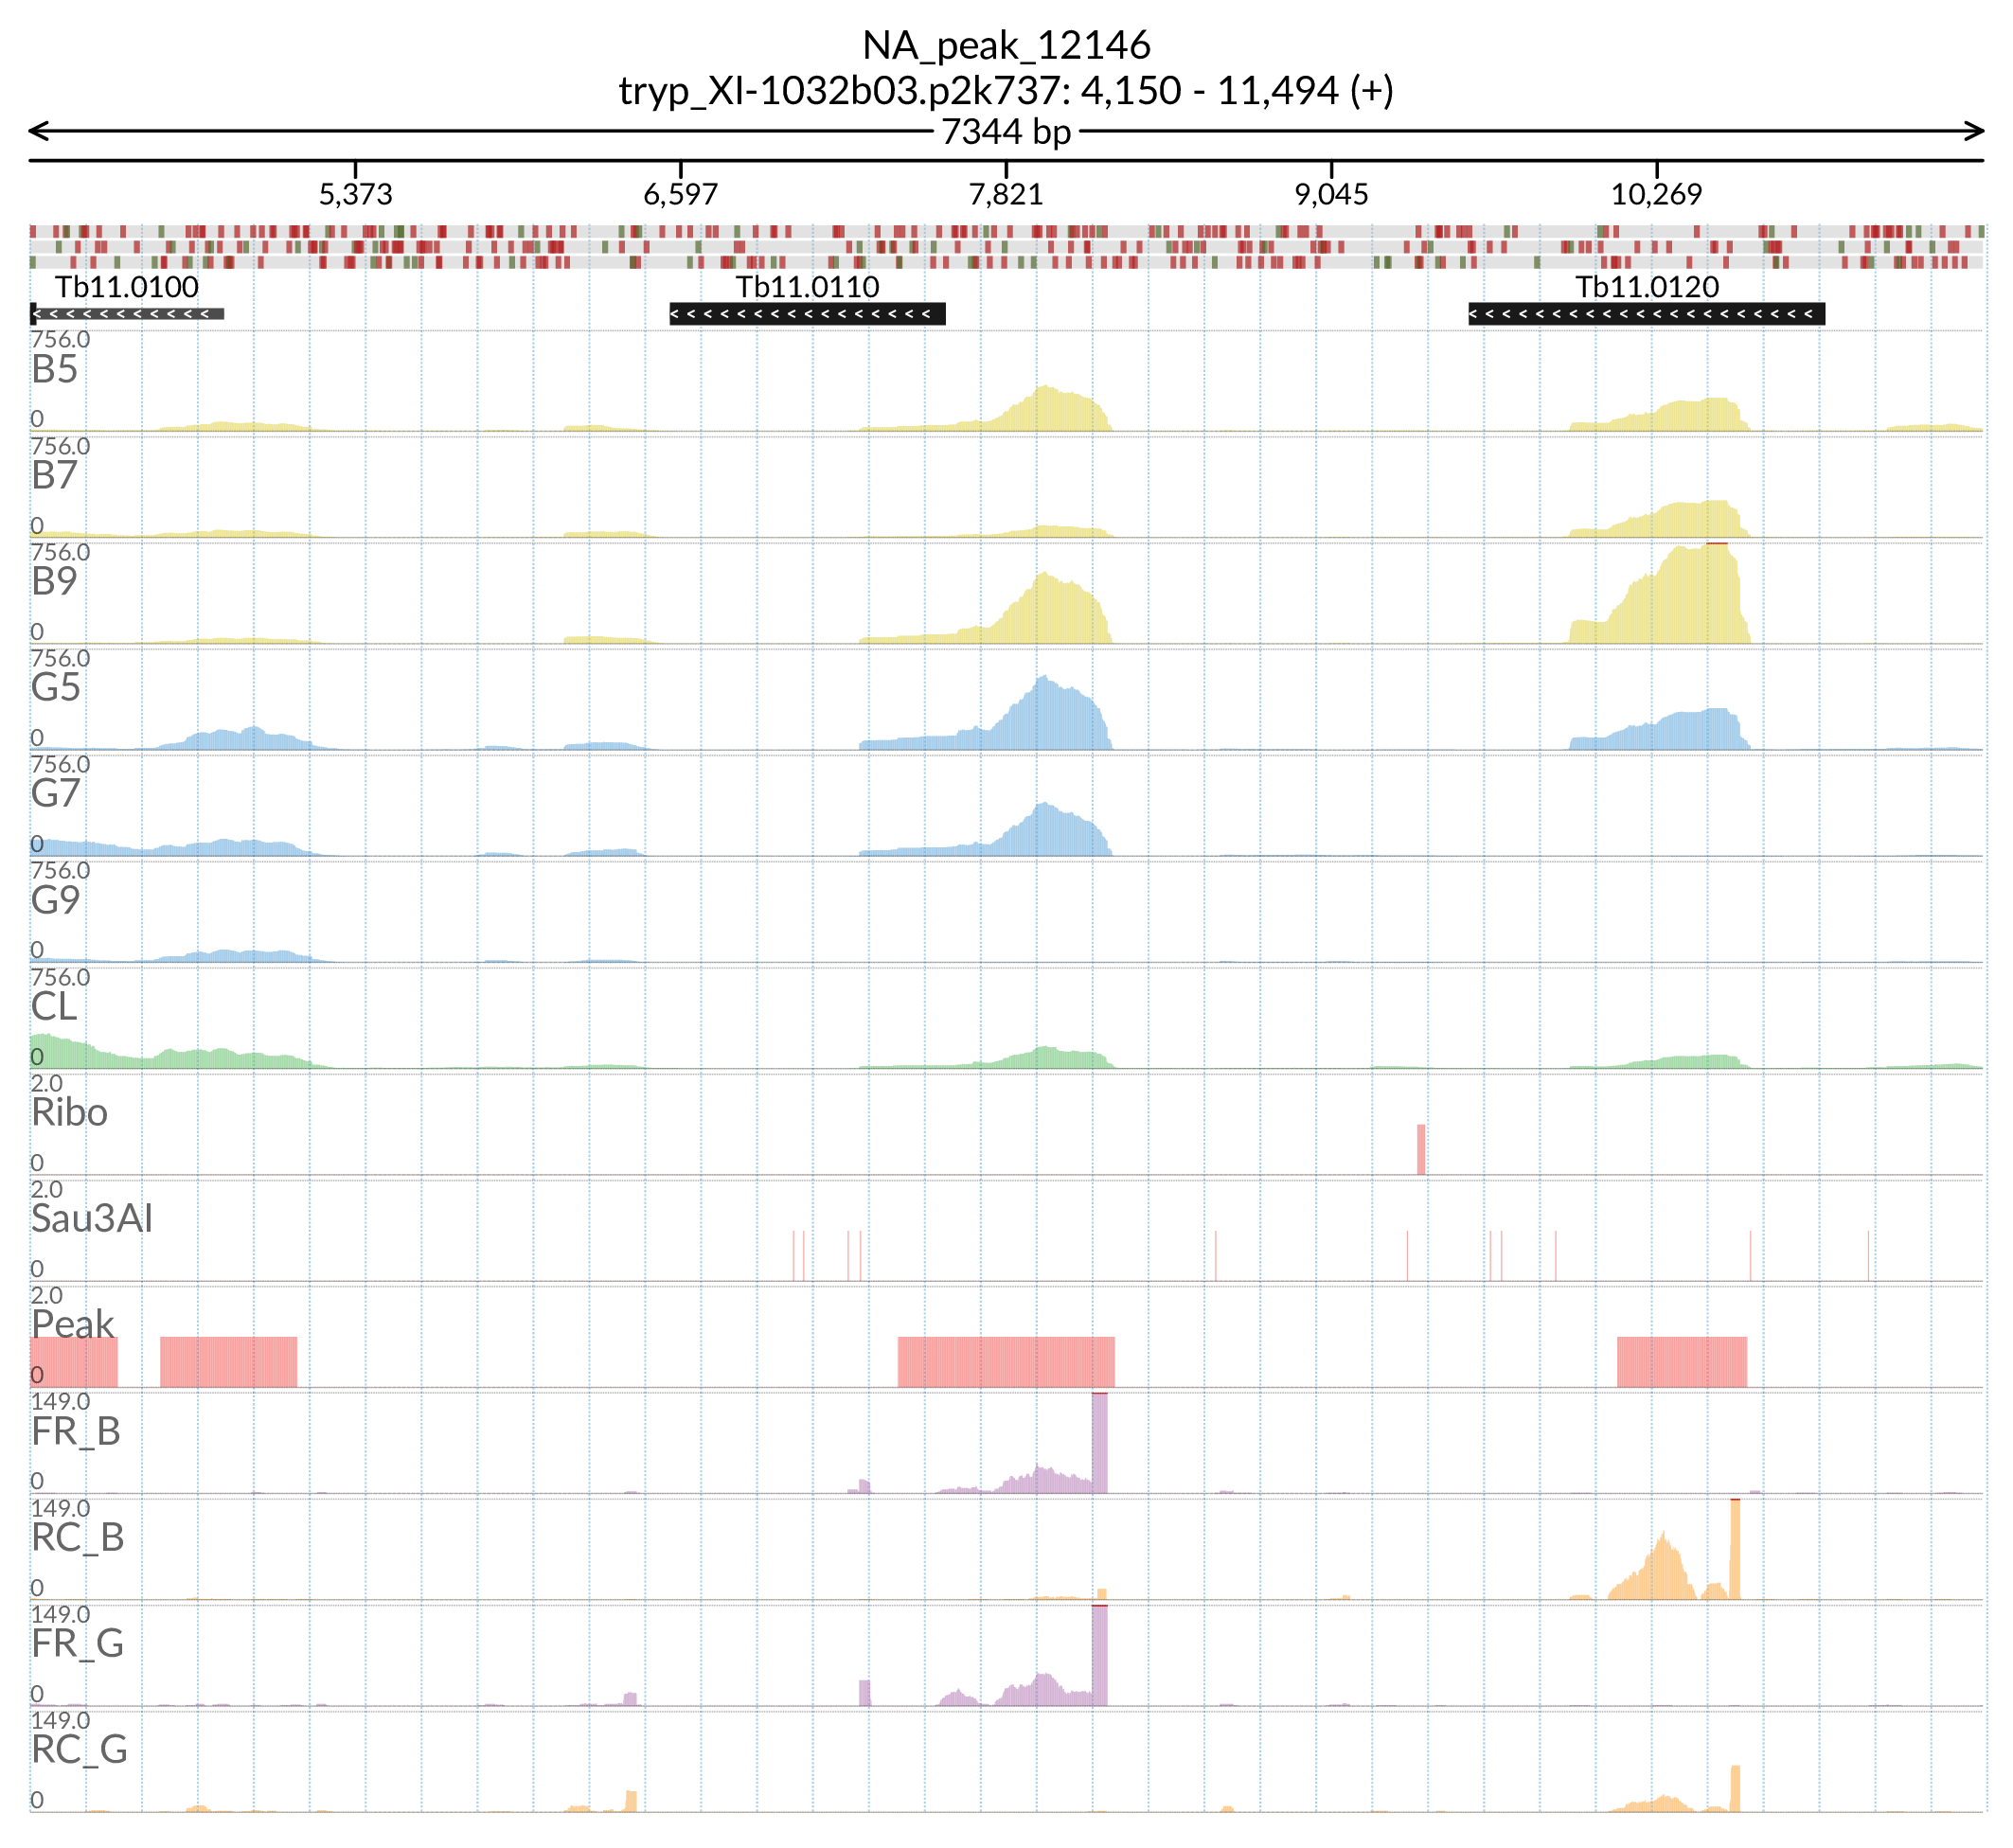 NA_peak_12146
tryp_XI-1032b03.p2k737: 4,150 - 11,494 (+)
7344 bp
5,373 6,597 7,821 9,045 10,269
Tb11.0100 Tb11.0110 Tb11.0120
756.0
B5
0
756.0
B7
0
756.0
B9
0
756.0
G5
0
756.0
G7
0
756.0
G9
0
756.0
CL
0
2.0
Ribo
0
2.0
Sau3AI
0
2.0
Peak
0
149.0
FR_B
0
149.0
RC_B
0
149.0
FR_G
0
149.0
RC_G
0